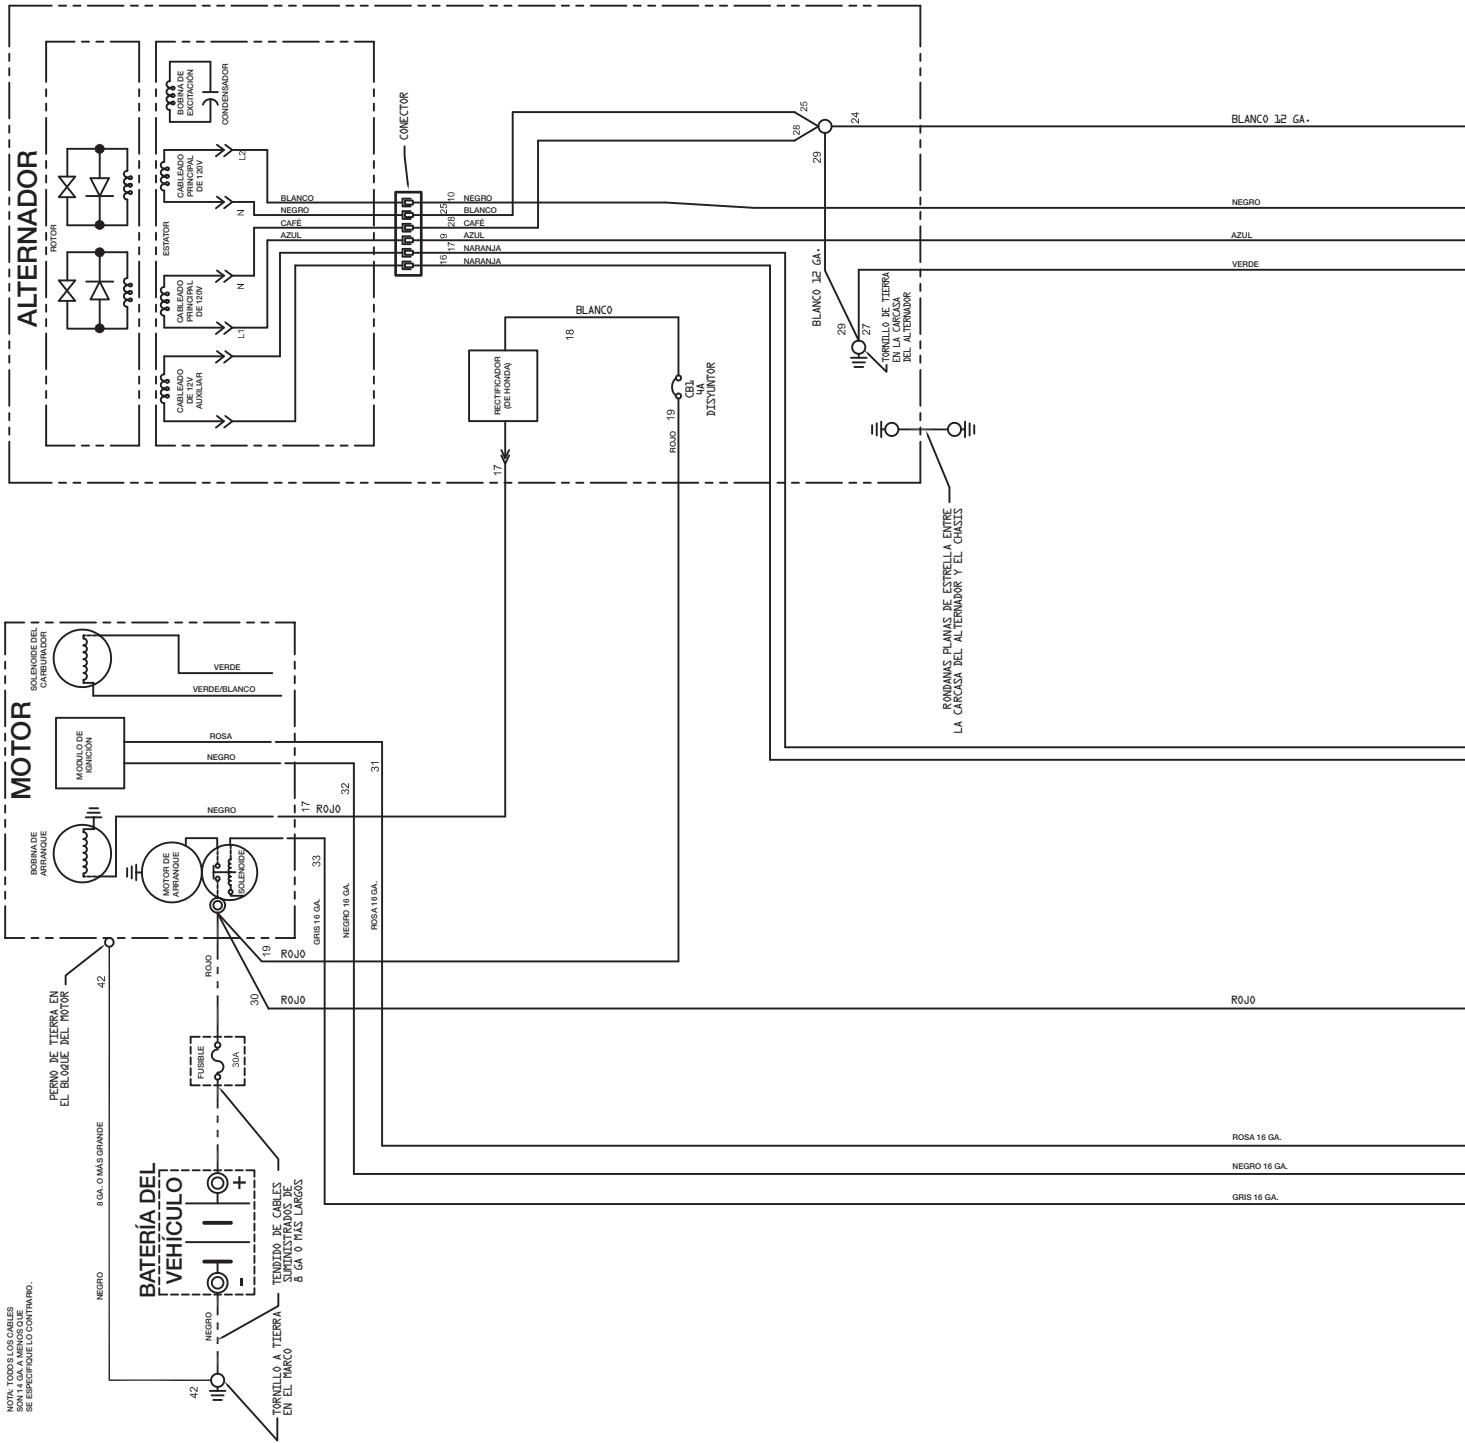 ALTERNADOR
ROTOR
ESTATOR
BOBINA DE
EXCITACIÓN
CONDENSADOR
CABLEADO
PRINCIPAL
DE 120V
L2
N
CABLEADO
PRINCIPAL
DE 120V
N
L1
CABLEADO
DE 12V
AUXILIAR
BLANCO
NEGRO
CAFÉ
AZUL
CONECTOR
10
25
28
9
17
16
NEGRO
BLANCO
CAFÉ
AZUL
NARANJA
NARANJA
25
28
24
29
BLANCO 12 GA.
BLANCO 12 GA.
NEGRO
AZUL
VERDE
29
27
TORNILLO DE TIERRA
EN LA CARCASA
DEL ALTERNADOR
BLANCO
18
RECTIFICADOR
(DE HONDA)
17
CB1
4A
DISYUNTOR
19
ROJO
RONDANAS PLANAS DE ESTRELLA ENTRE
LA CARCASA DEL ALTERNADOR Y EL CHASIS
MOTOR
SOLENOIDE DEL
CARBURADOR
VERDE
VERDE/BLANCO
MODULO DE
IGNICIÓN
ROSA
NEGRO
31
32
BOBINA DE
ARRANQUE
NEGRO
17
ROJO
MOTOR DE
ARRANQUE
SOLENOIDE
33
GRIS 16 GA.
NEGRO 16 GA.
ROSA 16 GA.
19
ROJO
ROJO
30
ROJO
ROJO
PERNO DE TIERRA EN
EL BLOQUE DEL MOTOR
42
FUSIBLE
30A
8 GA. O MÁS GRANDE
NEGRO
BATERÍA DEL
VEHÍCULO
+
-
TENDIDO DE CABLES
SUMINISTRADOS DE
8 GA O MÁS LARGOS
ROSA 16 GA.
NEGRO 16 GA.
GRIS 16 GA.
NEGRO
42
TORNILLO A TIERRA
EN EL MARCO
NOTA: TODOS LOS CABLES
SON 14 GA. A MENOS QUE
SE ESPECIFIQUE LO CONTRARIO.